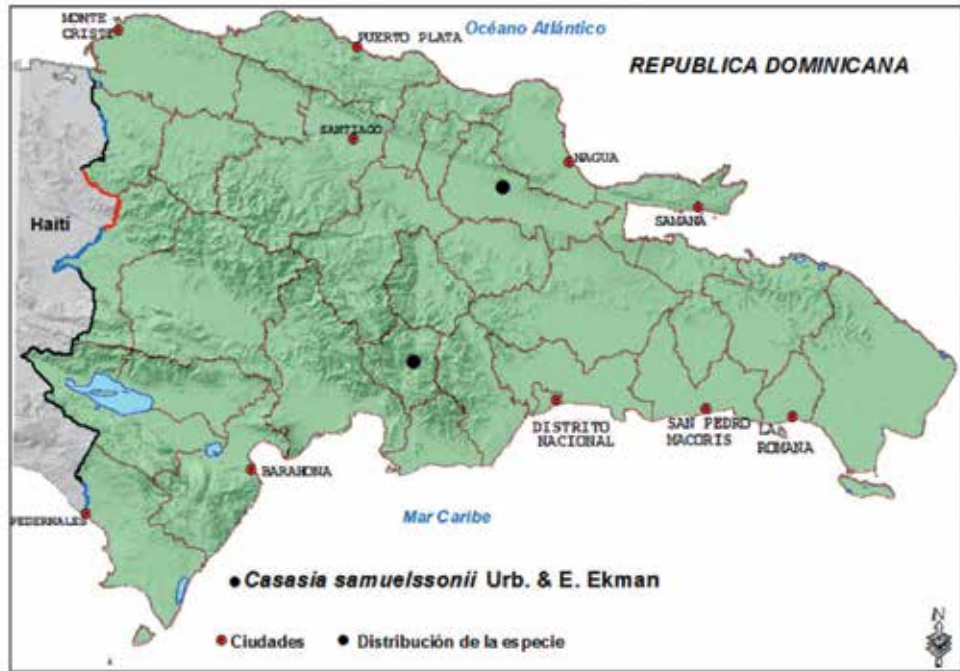 MONTE
CRISTI
PUERTO PLATA
Océano Atlántico
REPUBLICA DOMINICANA
SANTIAGO
NAGUA
SAMANA
Haití
DISTRITO
NACIONAL
SAN PEDRO
MACORIS
LA
ROMANA
BARAHONA
PEDERNALES
Mar Caribe
Casasia samuelssonii Urb. & E. Ekman
Ciudades
Distribución de la especie
N